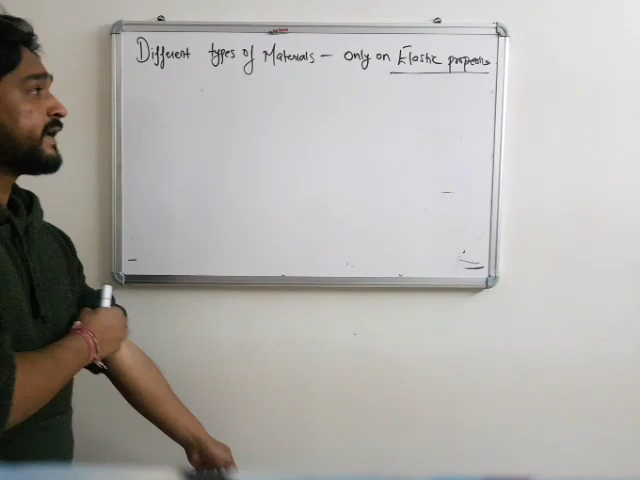 Different types of Materials - only on Elastic properties